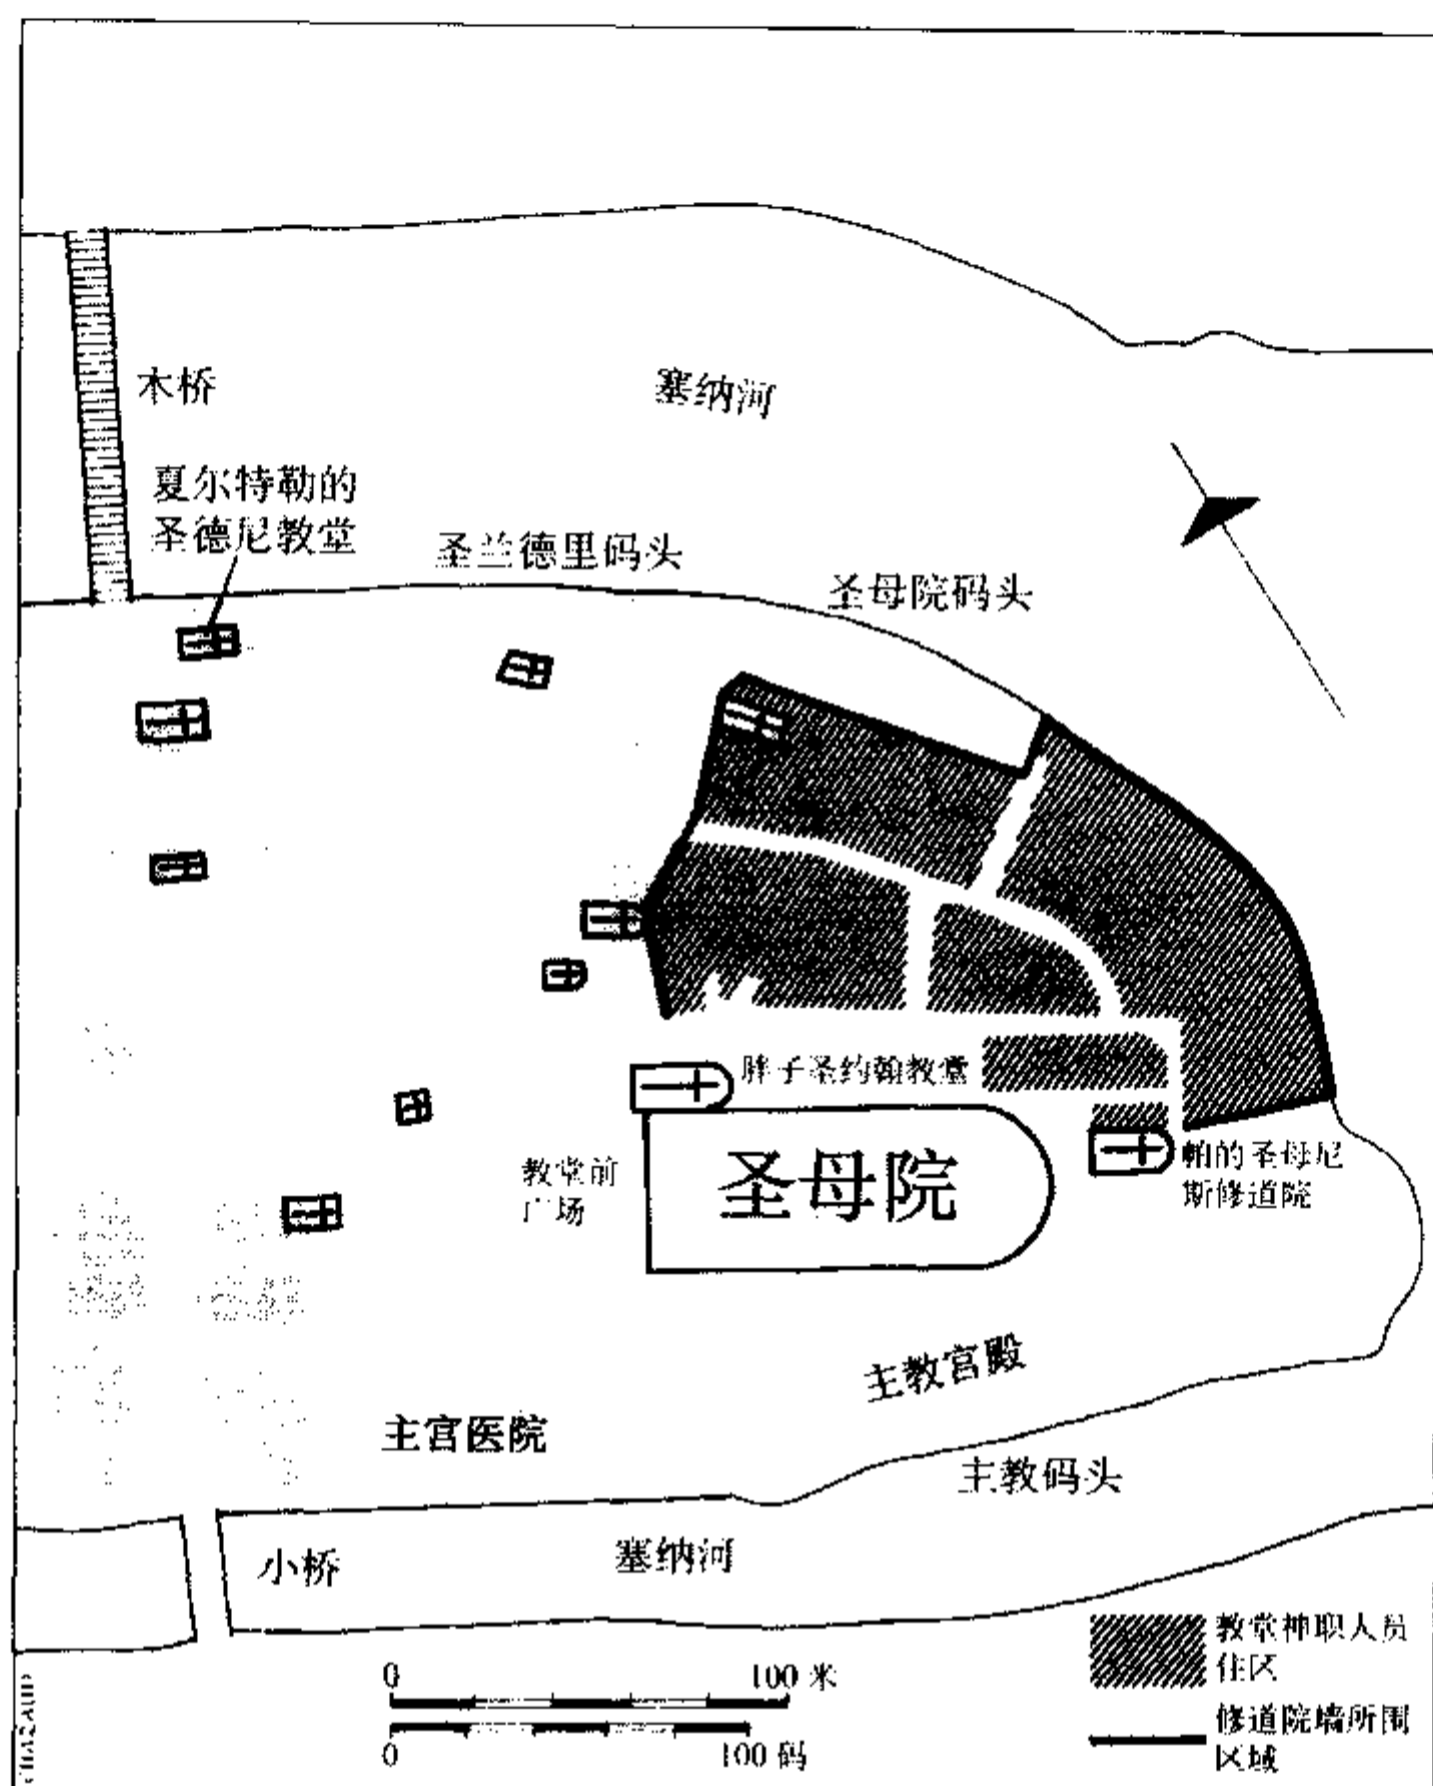 木桥
塞纳河
夏尔特勒的
圣德尼教堂
圣兰德里码头
圣母院码头
胖子圣约翰教堂
教堂前
广场
圣母院
帕的圣母尼
斯修道院
主教宫殿
主宫医院
主教码头
小桥
塞纳河
教堂神职人员
住区
修道院墙所围
区域
0 100 米
0 100 码